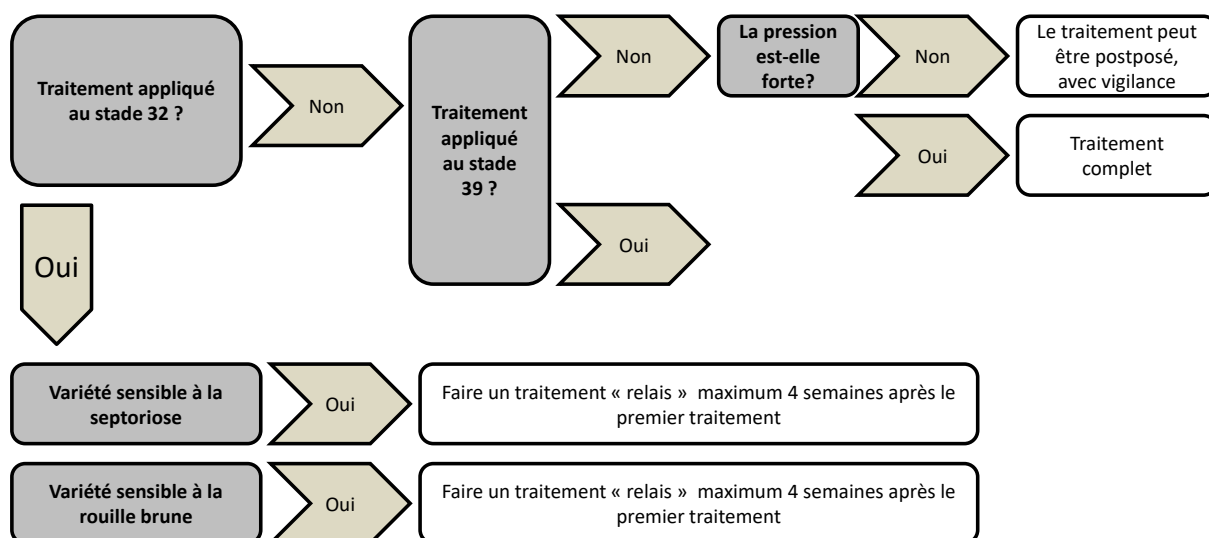 Traitement appliqué
au stade 32 ?
Non
Traitement
appliqué
au stade
39 ?
Non
La pression
est-elle
forte?
Non
Le traitement peut
être postposé,
avec vigilance
Oui
Traitement
complet
Oui
Oui
Variété sensible à la
septoriose
Oui
Faire un traitement « relais »  maximum 4 semaines après le
premier traitement
Variété sensible à la
rouille brune
Oui
Faire un traitement « relais »  maximum 4 semaines après le
premier traitement